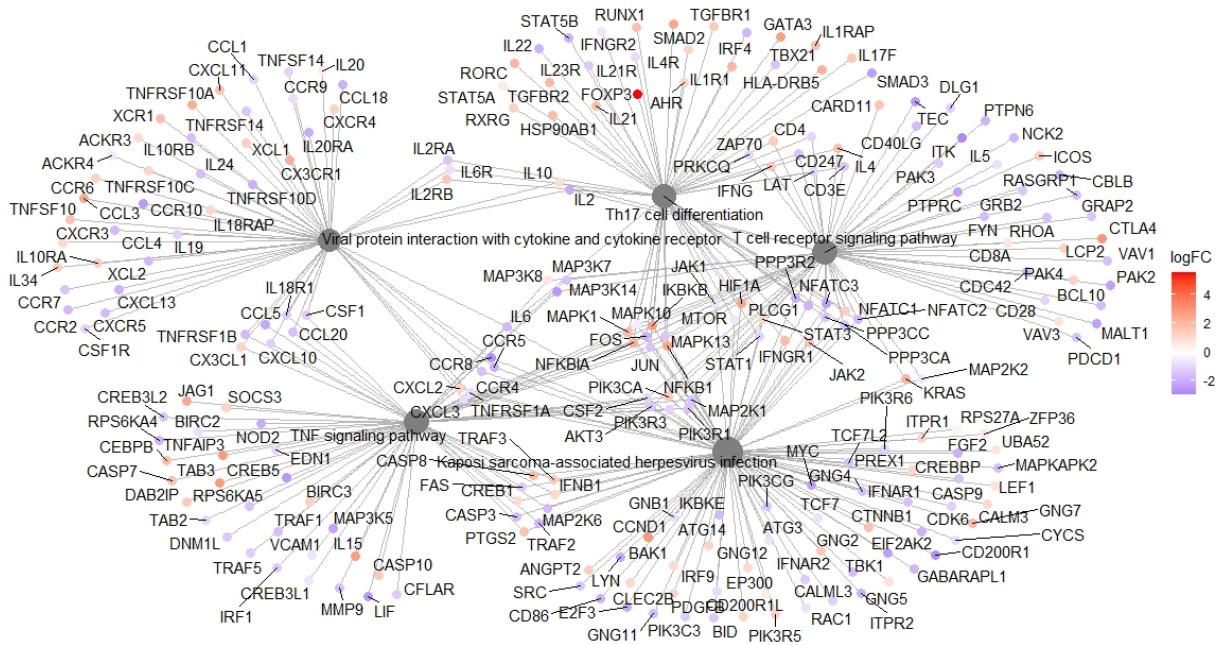 STAT5B
RUNX1
TGFBR1
GATA3
IL1RAP
IL22
IFNGR2
SMAD2
IRF4
TBX21
IL17F
CCL1
TNFSF14
IL20
CXCL11
CCR9
CCL18
RORC
IL23R
IL21R
IL4R
IL1R1
HLA-DRB5
SMAD3
DLG1
TNFRSF10A
CXCR4
STAT5A
TGFBR2
FOXP3
AHR
CARD11
TEC
PTPN6
XCR1
TNFRSF14
IL20RA
RXRG
HSP90AB1
IL21
ZAP70
CD4
CD40LG
ITK
NCK2
ACKR3
IL10RB
XCL1
IL2RA
PRKCQ
CD247
IL4
IL5
ICOS
ACKR4
IL24
CX3CR1
IL6R
IL10
IFNG
LAT
CD3E
PAK3
RASGRP1
CBLB
CCR6
TNFRSF10C
TNFRSF10D
IL2RB
IL2
PTPRC
GRB2
GRAP2
TNFSF10
CCL3
CCR10
IL18RAP
Th17 cell differentiation
FYN
RHOA
CTLA4
CXCR3
CCL4
IL19
Viral protein interaction with cytokine and cytokine receptor
T cell receptor signaling pathway
CD8A
LCP2
VAV1
logFC
IL10RA
XCL2
MAP3K8
MAP3K7
JAK1
PPP3R2
PAK4
PAK2
IL34
IL18R1
MAP3K14
IKBKB
HIF1A
NFATC3
CDC42
BCL10
4
CCR7
CXCL13
CCL5
CSF1
IL6
MAPK1
MAPK10
MTOR
PLCG1
NFATC1
NFATC2
CD28
MALT1
2
CCR2
CXCR5
TNFRSF1B
CCL20
FOS
MAPK13
STAT3
PPP3CC
VAV3
0
CSF1R
CX3CL1
CXCL10
CCR8
CCR5
NFKBIA
JUN
STAT1
IFNGR1
PPP3CA
PDCD1
-2
JAG1
SOCS3
CXCL2
CCR4
PIK3CA
NFKB1
JAK2
KRAS
MAP2K2
CREB3L2
BIRC2
CXCL3
TNFRSF1A
CSF2
PIK3R3
MAP2K1
PIK3R6
ITPR1
RPS27A
ZFP36
RPS6KA4
TNFAIP3
NOD2
TNF signaling pathway
AKT3
PIK3R1
TCF7L2
FGF2
UBA52
CEBPB
EDN1
TRAF3
MYC
PREX1
CASP7
TAB3
CREB5
CASP8
Kaposi sarcoma-associated herpesvirus infection
GNG4
CREBBP
MAPKAPK2
DAB2IP
RPS6KA5
FAS
CREB1
IFNB1
PIK3CG
IFNAR1
CASP9
LEF1
TAB2
BIRC3
CASP3
GNB1
IKBKE
TCF7
CTNNB1
CDK6
CALM3
GNG7
DNM1L
TRAF1
MAP3K5
PTGS2
MAP2K6
CCND1
ATG14
ATG3
GNG2
EIF2AK2
CYCS
TRAF5
VCAM1
IL15
TRAF2
BAK1
GNG12
IFNAR2
TBK1
CD200R1
CREB3L1
CASP10
ANGPT2
LYN
IRF9
EP300
CALML3
GABARAPL1
IRF1
MMP9
LIF
CFLAR
SRC
CLEC2B
PDGFB
CD200R1L
GNG5
CD86
E2F3
RAC1
ITPR2
GNG11
PIK3C3
BID
PIK3R5